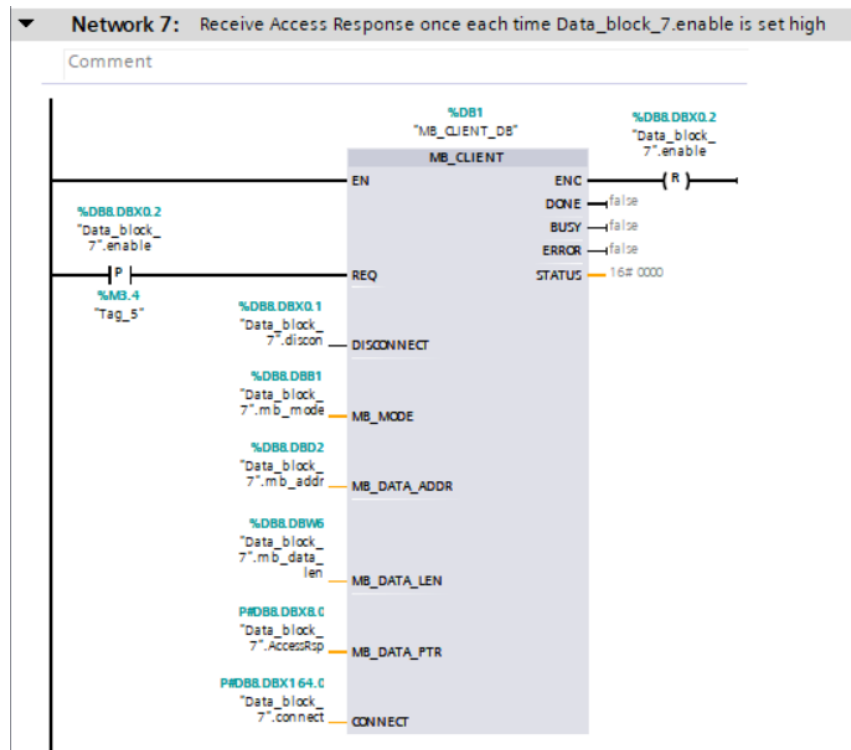 Network 7: Receive Access Response once each time Data_block_7.enable is set high
Comment
%DB1
"MB_CLIENT_DB"
MB_CLIENT
%DB8.DBX0.2
"Data_block_
7".enable
EN
ENO
R
DONE
false
BUSY
false
ERROR
false
STATUS
16# 0000
%DB8.DBX0.2
"Data_block_
7".enable
P
%M3.4
"Tag_5"
REQ
%DB8.DBX0.1
"Data_block_
7".discon
DISCONNECT
%DB8.DBB1
"Data_block_
7".mb_mode
MB_MODE
%DB8.DBD2
"Data_block_
7".mb_addr
MB_DATA_ADDR
%DB8.DBW6
"Data_block_
7".mb_data_
len
MB_DATA_LEN
P#DB8.DBX8.0
"Data_block_
7".AccessRsp
MB_DATA_PTR
P#DB8.DBX164.0
"Data_block_
7".connect
CONNECT